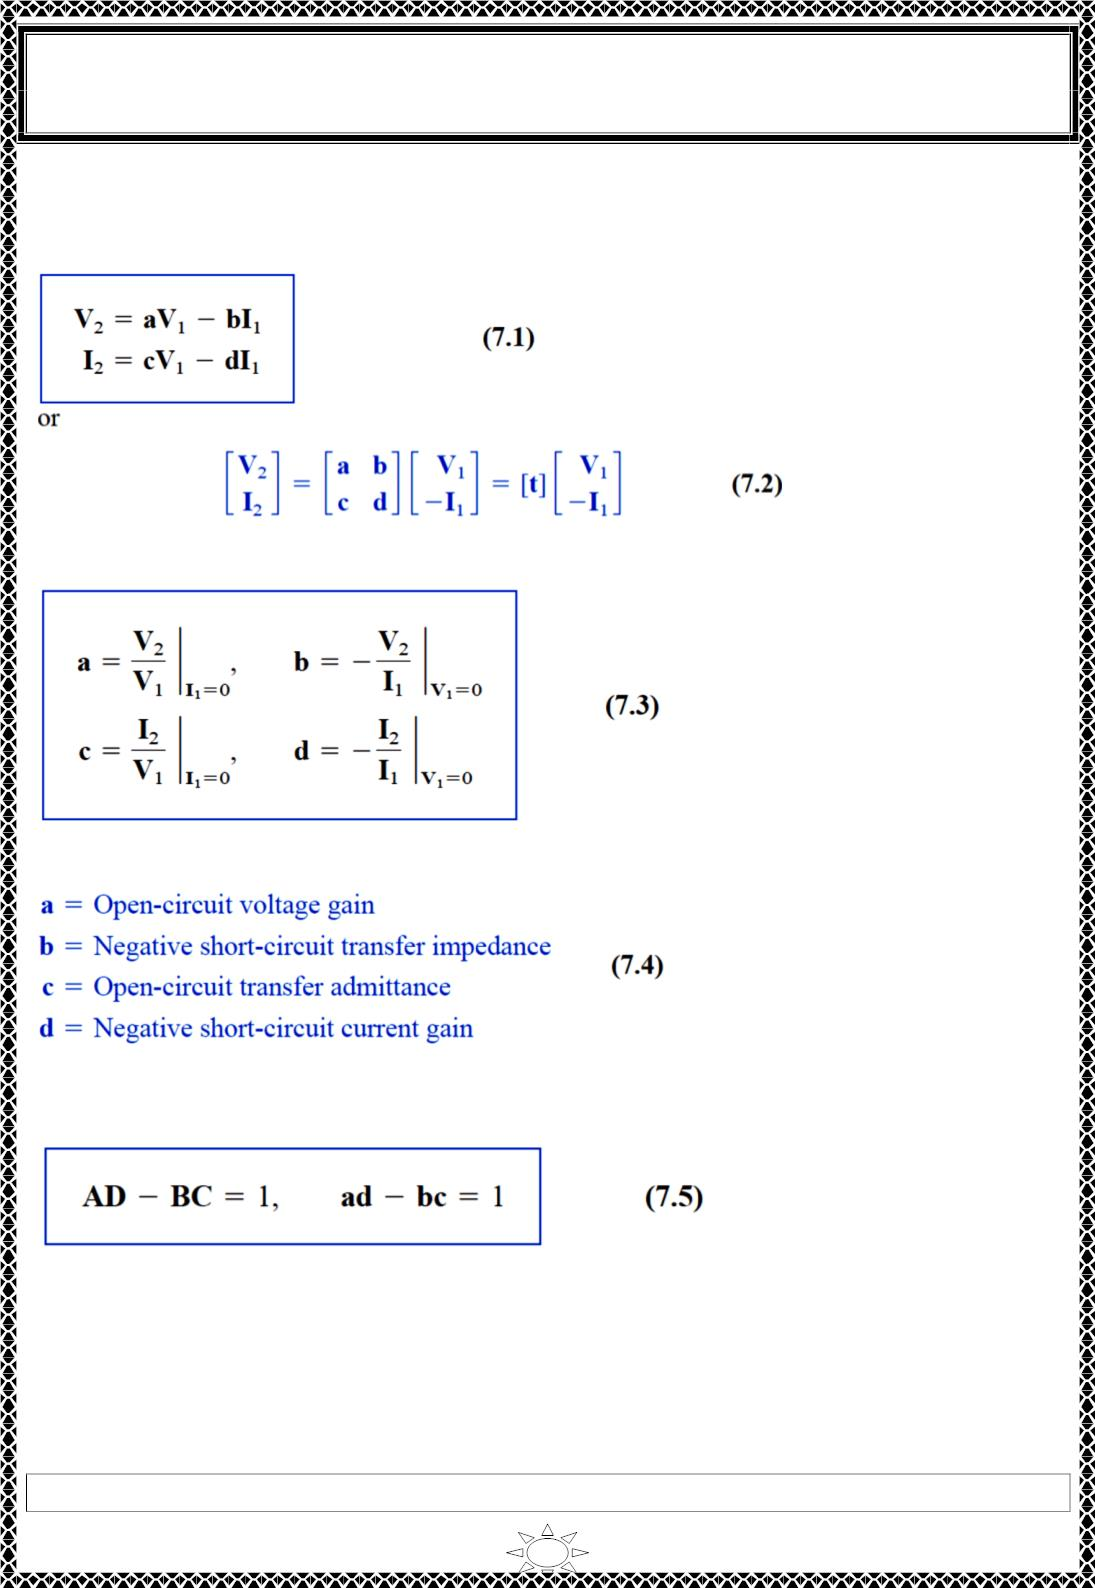 V₂ = aV₁ − bI₁
I₂ = cV₁ − dI₁
(7.1)
or
[V₂ I₂] = [a b c d] [V₁ −I₁] = [t] [V₁ −I₁] (7.2)
a = V₂/V₁ |I₁=0, b = −V₂/I₁ |V₁=0
c = I₂/V₁ |I₁=0, d = −I₂/I₁ |V₁=0
(7.3)
a = Open-circuit voltage gain
b = Negative short-circuit transfer impedance
c = Open-circuit transfer admittance
d = Negative short-circuit current gain
(7.4)
AD − BC = 1, ad − bc = 1 (7.5)